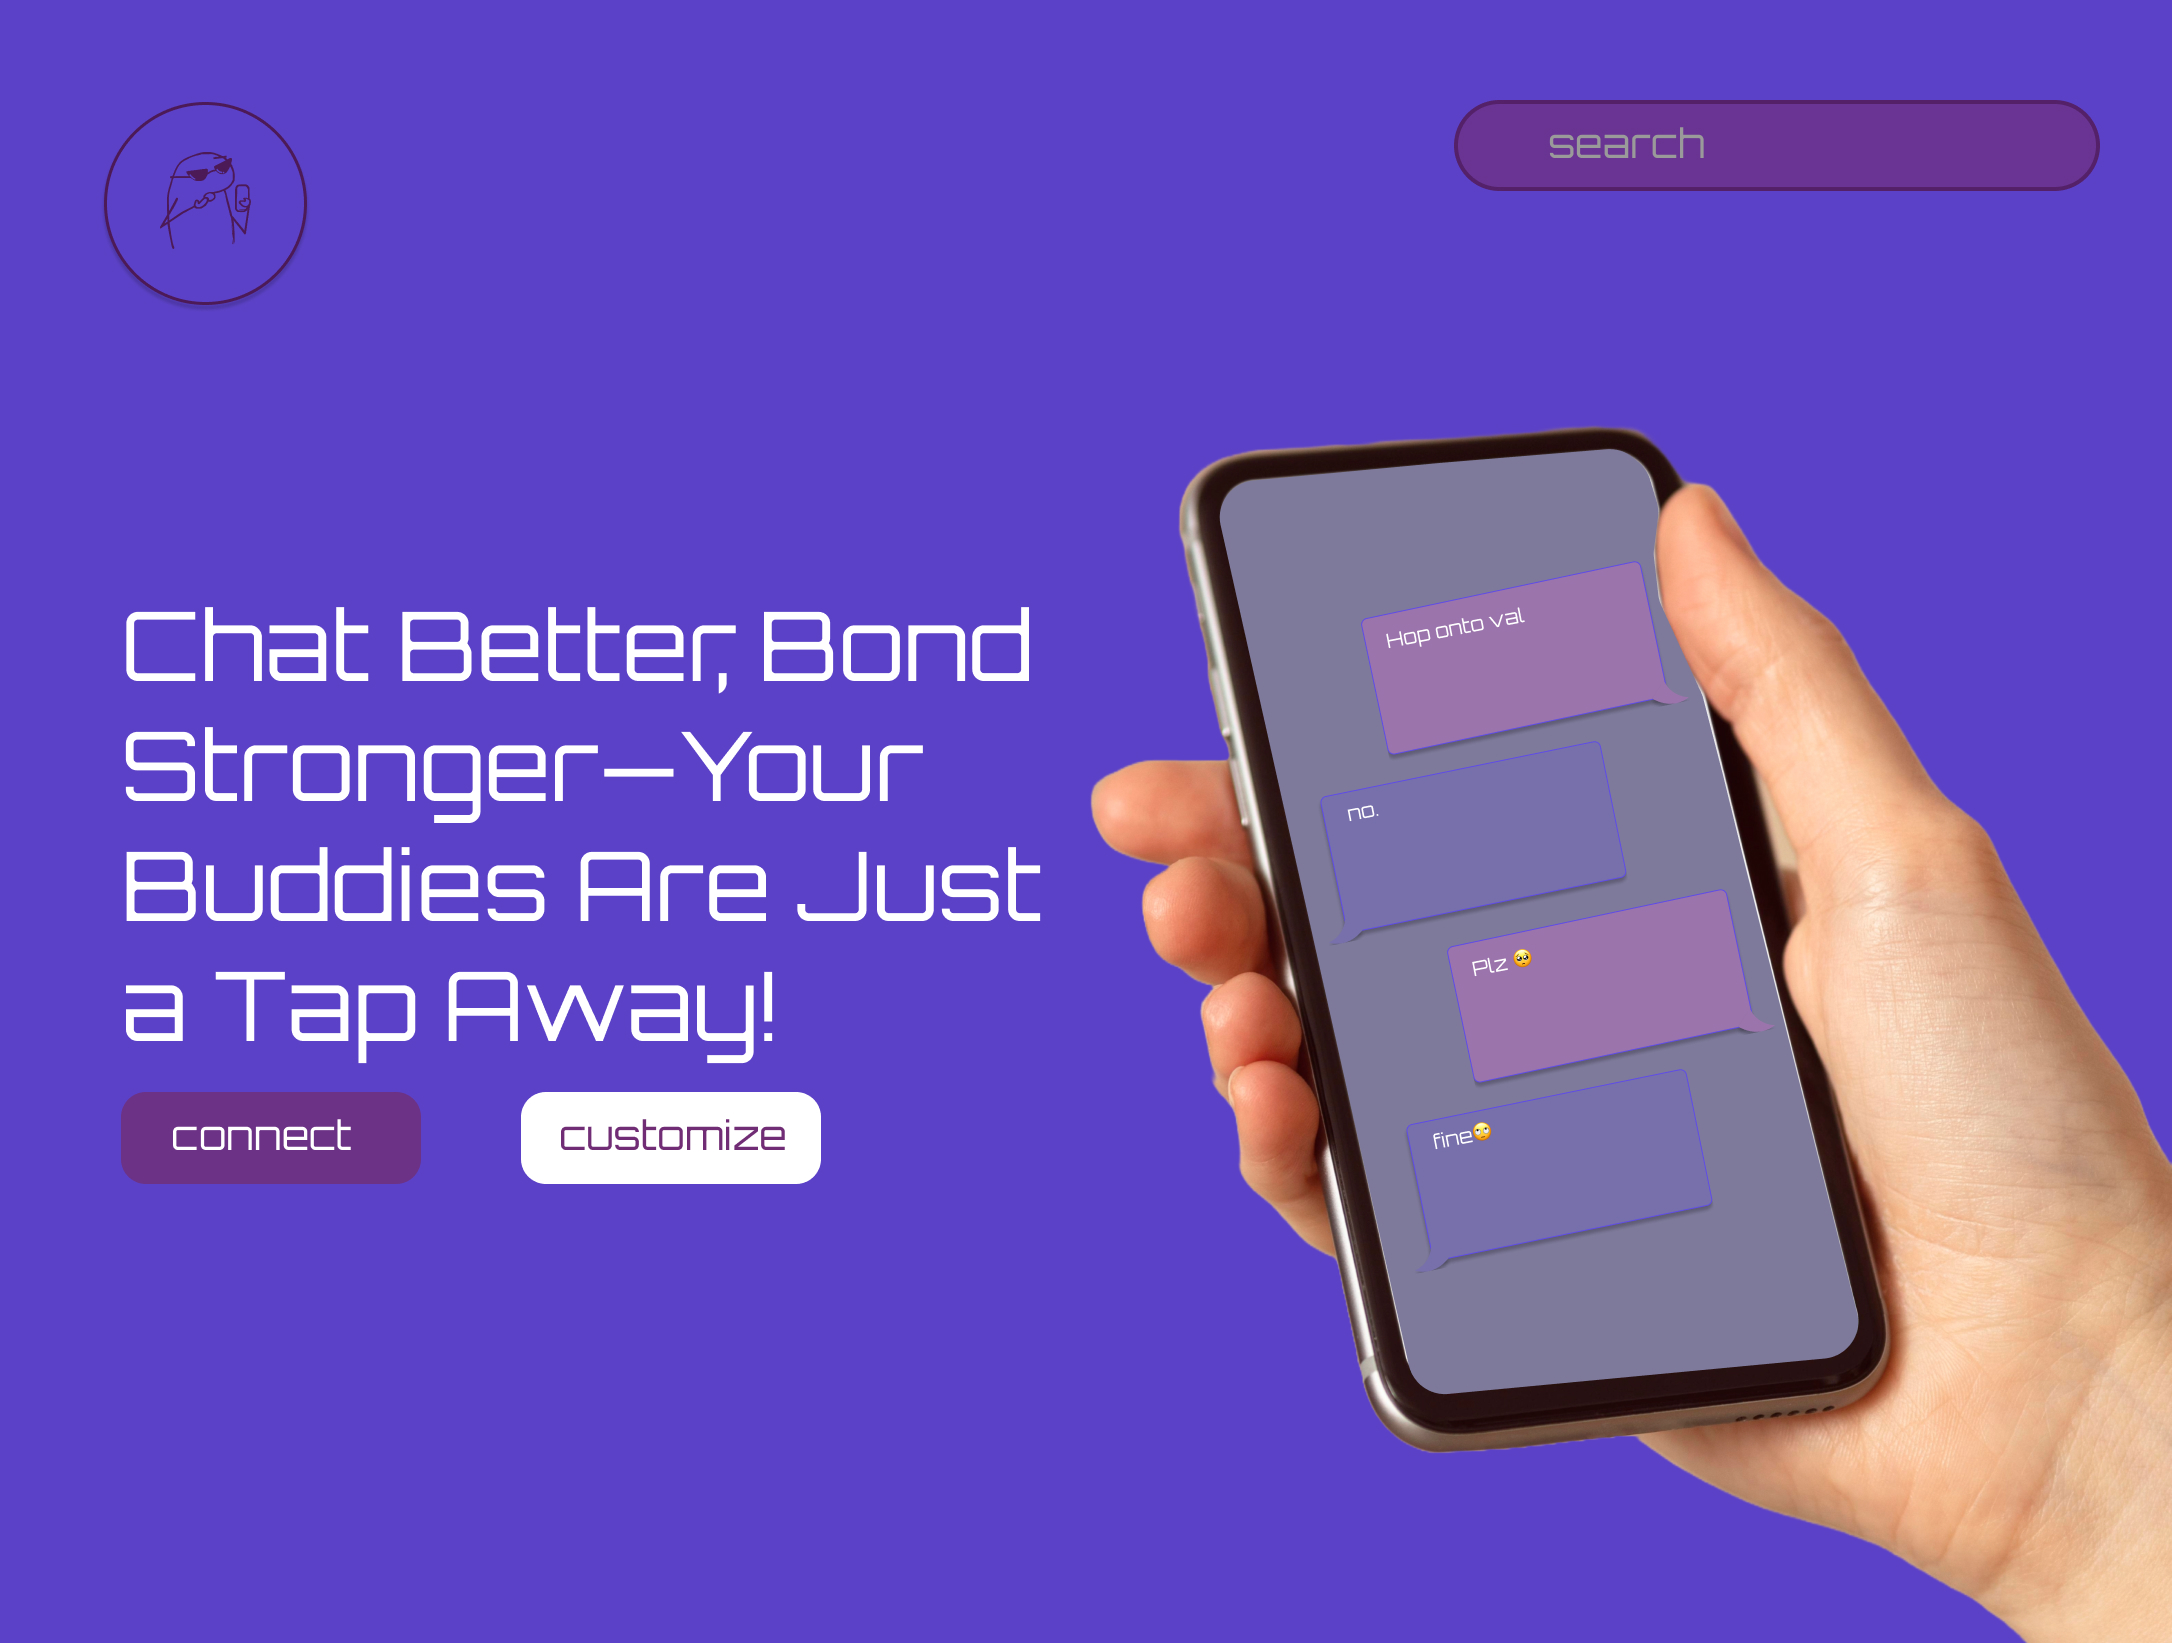 search
Chat Better, Bond
Stronger—Your
Buddies Are Just
a Tap Away!
connect
customize
Hop onto val
no.
Plz 🥺
fine🙄